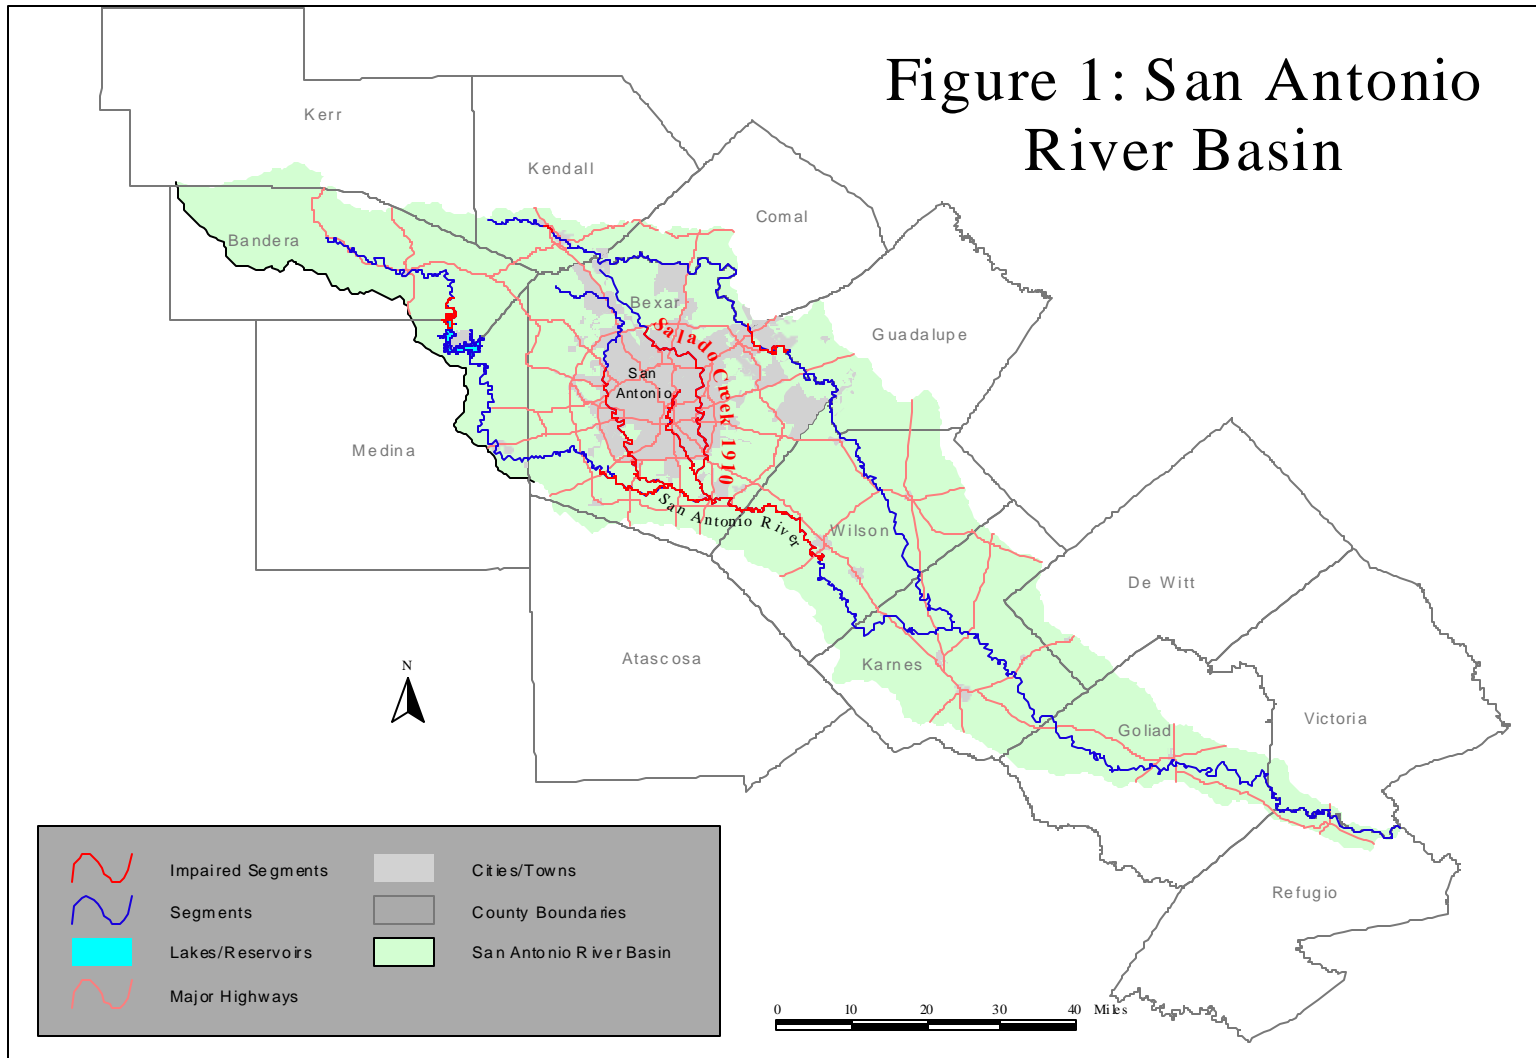 Figure 1: San Antonio
River Basin
Kerr
Kendall
Comal
Bandera
Bexar
Guadalupe
Salado Creek 1910
San
Antonio
Medina
San Antonio River
Wilson
De Witt
Atascosa
Karnes
N
Goliad
Victoria
Refugio
Impaired Segments
Cities/Towns
Segments
County Boundaries
Lakes/Reservoirs
San Antonio River Basin
Major Highways
0 10 20 30 40 Miles